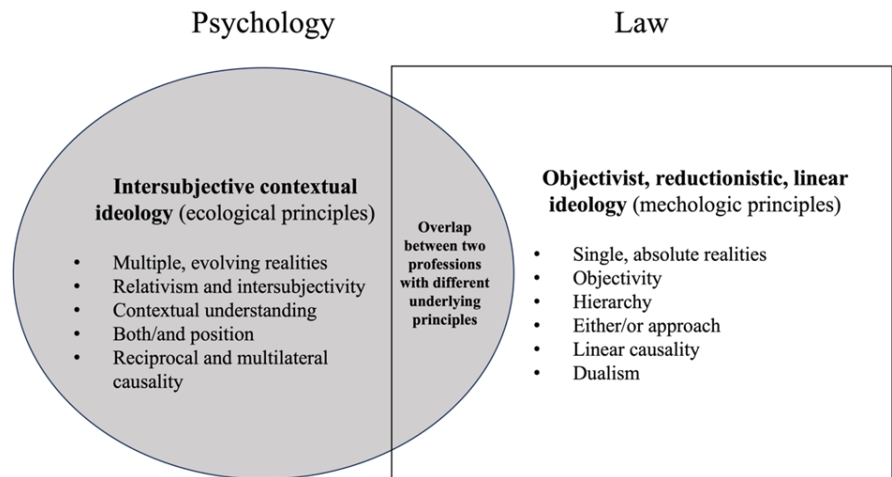 Psychology
Law
Intersubjective contextual
ideology (ecological principles)
• Multiple, evolving realities
• Relativism and intersubjectivity
• Contextual understanding
• Both/and position
• Reciprocal and multilateral
causality
Overlap
between two
professions
with different
underlying
principles
Objectivist, reductionistic, linear
ideology (mechologic principles)
• Single, absolute realities
• Objectivity
• Hierarchy
• Either/or approach
• Linear causality
• Dualism